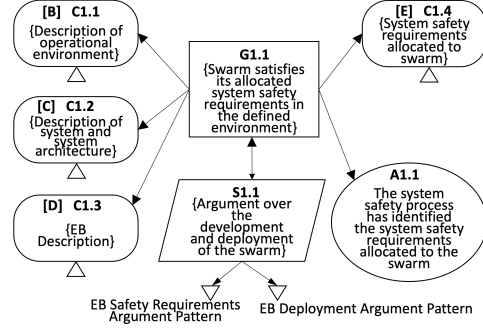 [B] C1.1
{Description of
operational
environment}
G1.1
{Swarm satisfies
its allocated
system safety
requirements in
the defined
environment}
[E] C1.4
{System safety
requirements
allocated to
swarm}
[C] C1.2
{Description of
system and
system
architecture}
[D] C1.3
{EB
Description}
S1.1
{Argument over
the
development
and deployment
of the swarm}
A1.1
The system
safety process
has identified
the system safety
requirements
allocated to the
swarm
EB Safety Requirements
Argument Pattern
EB Deployment Argument Pattern